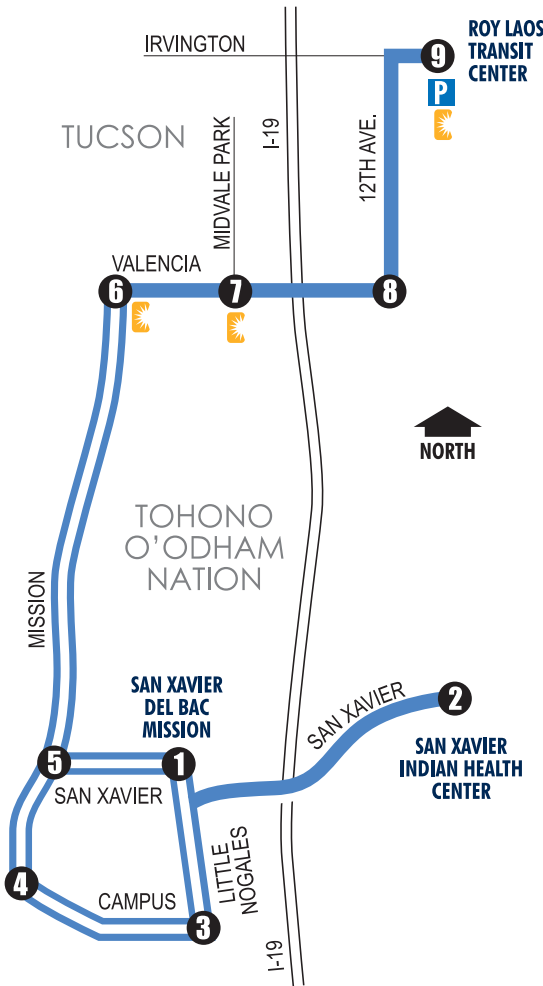 ROY LAOS
TRANSIT
CENTER
IRVINGTON
9
P
TUCSON
MIDVALE PARK
I-19
12TH AVE.
VALENCIA
6
7
8
NORTH
TOHONO
O'ODHAM
NATION
MISSION
SAN XAVIER
DEL BAC
MISSION
SAN XAVIER
2
5
1
SAN XAVIER
INDIAN HEALTH
CENTER
SAN XAVIER
LITTLE
NOGALES
4
CAMPUS
3
I-19